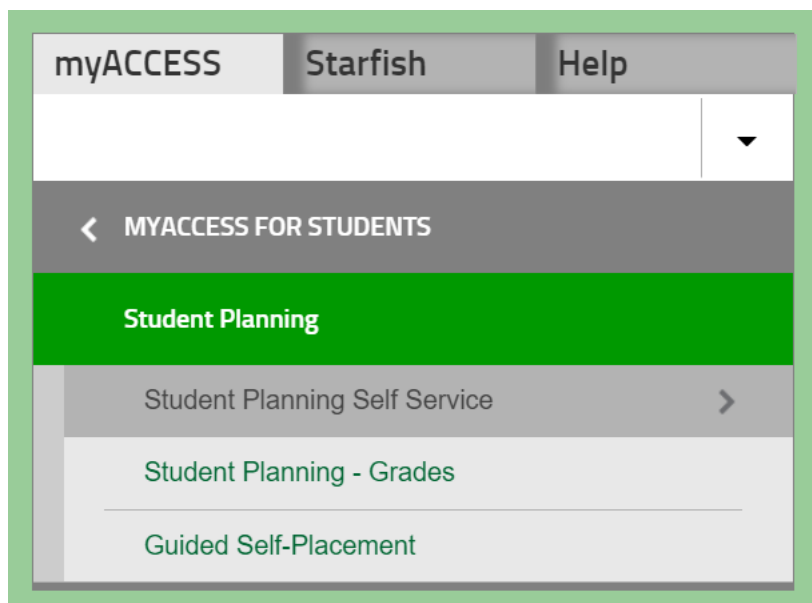 myACCESS Starfish Help
MYACCESS FOR STUDENTS
Student Planning
Student Planning Self Service
Student Planning - Grades
Guided Self-Placement